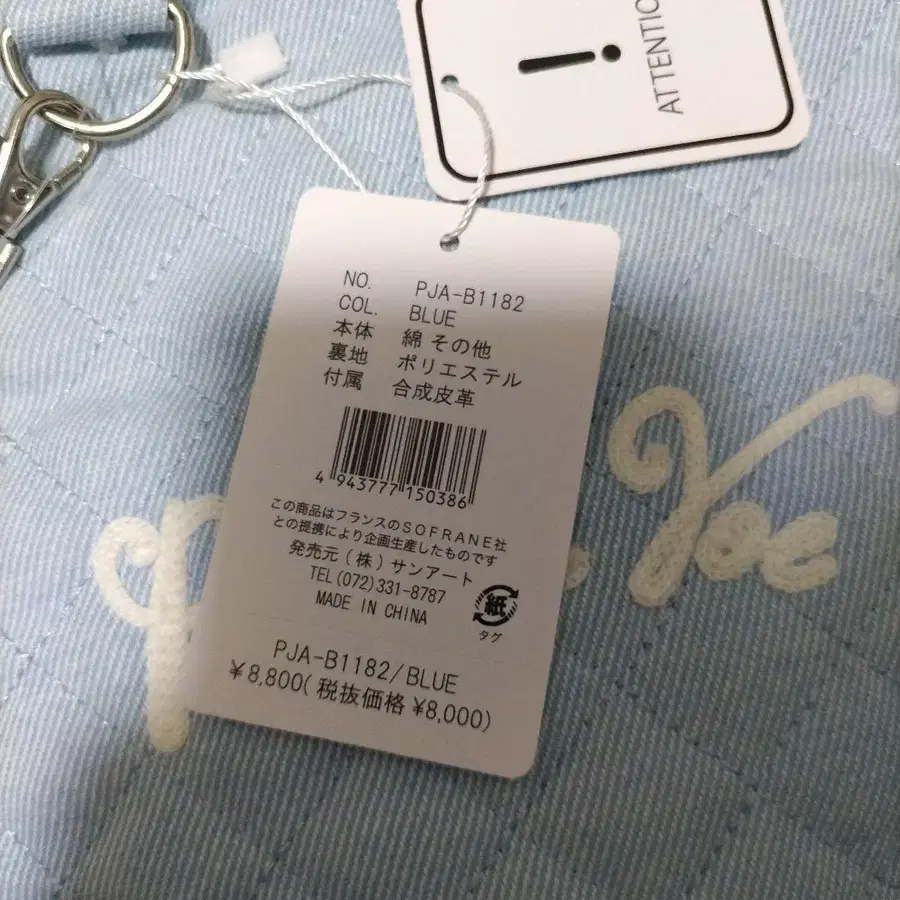 ATTENTIO
NO. PJA-B1182
COL. BLUE
本体 綿 その他
裏地 ポリエステル
付属 合成皮革
4 943777 150386
この商品はフランスのSOFRANE社
との提携により企画生産したものです
発売元(株)サンアート
TEL(072)331-8787
MADE IN CHINA
紙
タグ
PJA-B1182/BLUE
¥8,800(税抜価格 ¥8,000)